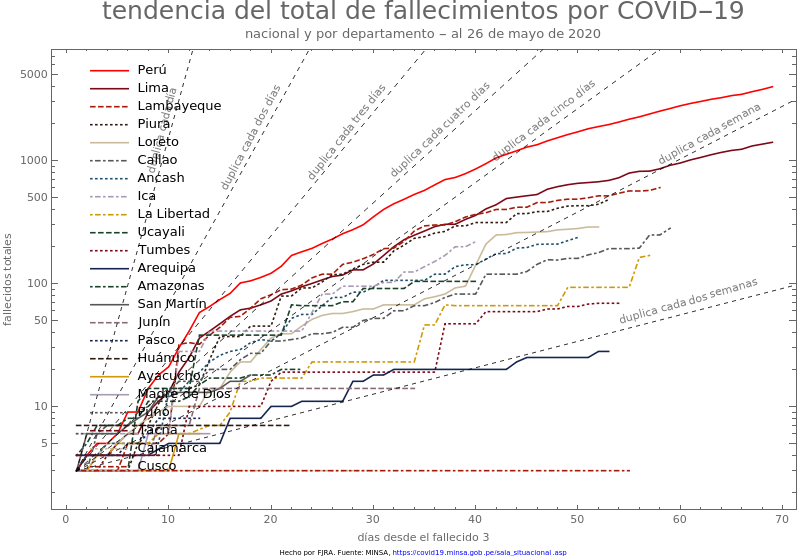 tendencia del total de fallecimientos por COVID−19
nacional y por departamento − al 26 de mayo de 2020
fallecidos totales
5000
1000
500
100
50
10
5
Perú
Lima
Lambayeque
Piura
Loreto
Callao
Ancash
Ica
La Libertad
Ucayali
Tumbes
Arequipa
Amazonas
San Martín
Junín
Pasco
Huánuco
Ayacucho
Madre de Dios
Puno
Tacna
Cajamarca
Cusco
duplica cada día
duplica cada dos días
duplica cada tres días
duplica cada cuatro días
duplica cada cinco días
duplica cada semana
duplica cada dos semanas
0 10 20 30 40 50 60 70
días desde el fallecido 3
Hecho por FJRA. Fuente: MINSA, https://covid19.minsa.gob.pe/sala_situacional.asp